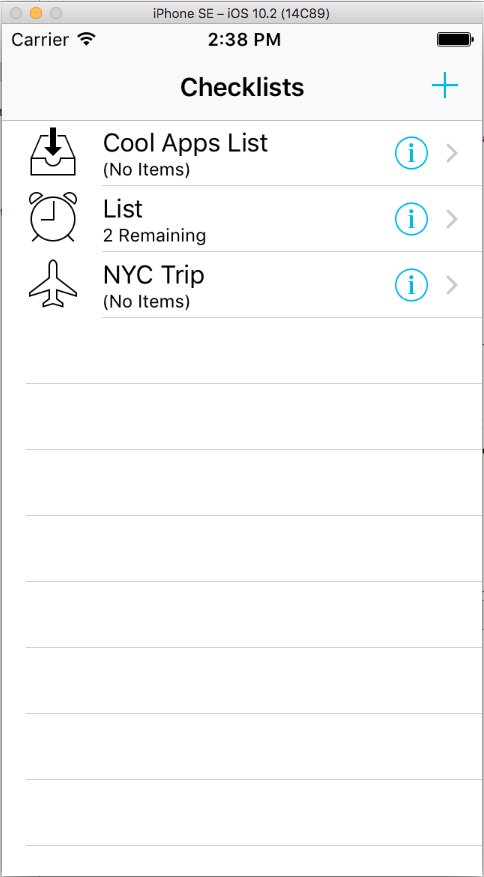 iPhone SE – iOS 10.2 (14C89)
Carrier 2:38 PM
Checklists
Cool Apps List
(No Items)
List
2 Remaining
NYC Trip
(No Items)